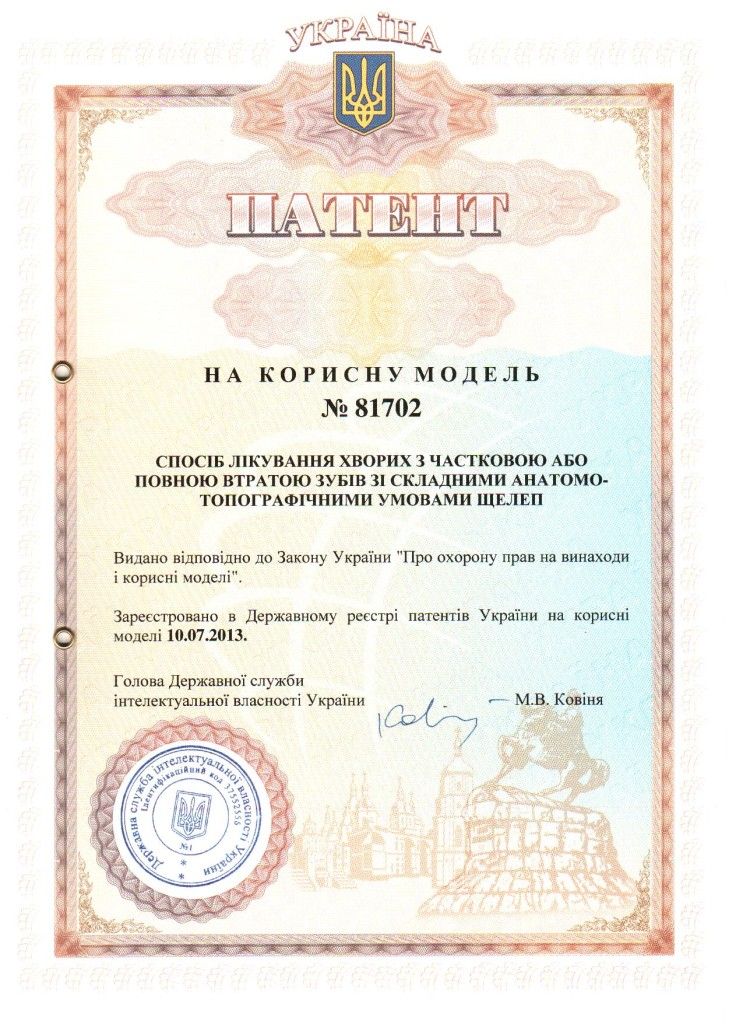 УКРАЇНА
ПАТЕНТ
НА КОРИСНУ МОДЕЛЬ
№ 81702
СПОСІБ ЛІКУВАННЯ ХВОРИХ З ЧАСТКОВОЮ АБО
ПОВНОЮ ВТРАТОЮ ЗУБІВ ЗІ СКЛАДНИМИ АНАТОМО-
ТОПОГРАФІЧНИМИ УМОВАМИ ЩЕЛЕП
Видано відповідно до Закону України "Про охорону прав на винаходи
і корисні моделі".
Зареєстровано в Державному реєстрі патентів України на корисні
моделі 10.07.2013.
Голова Державної служби
інтелектуальної власності України
М.В. Ковіня
Державна служба інтелектуальної власності України
Ідентифікаційний код 37552556
№1